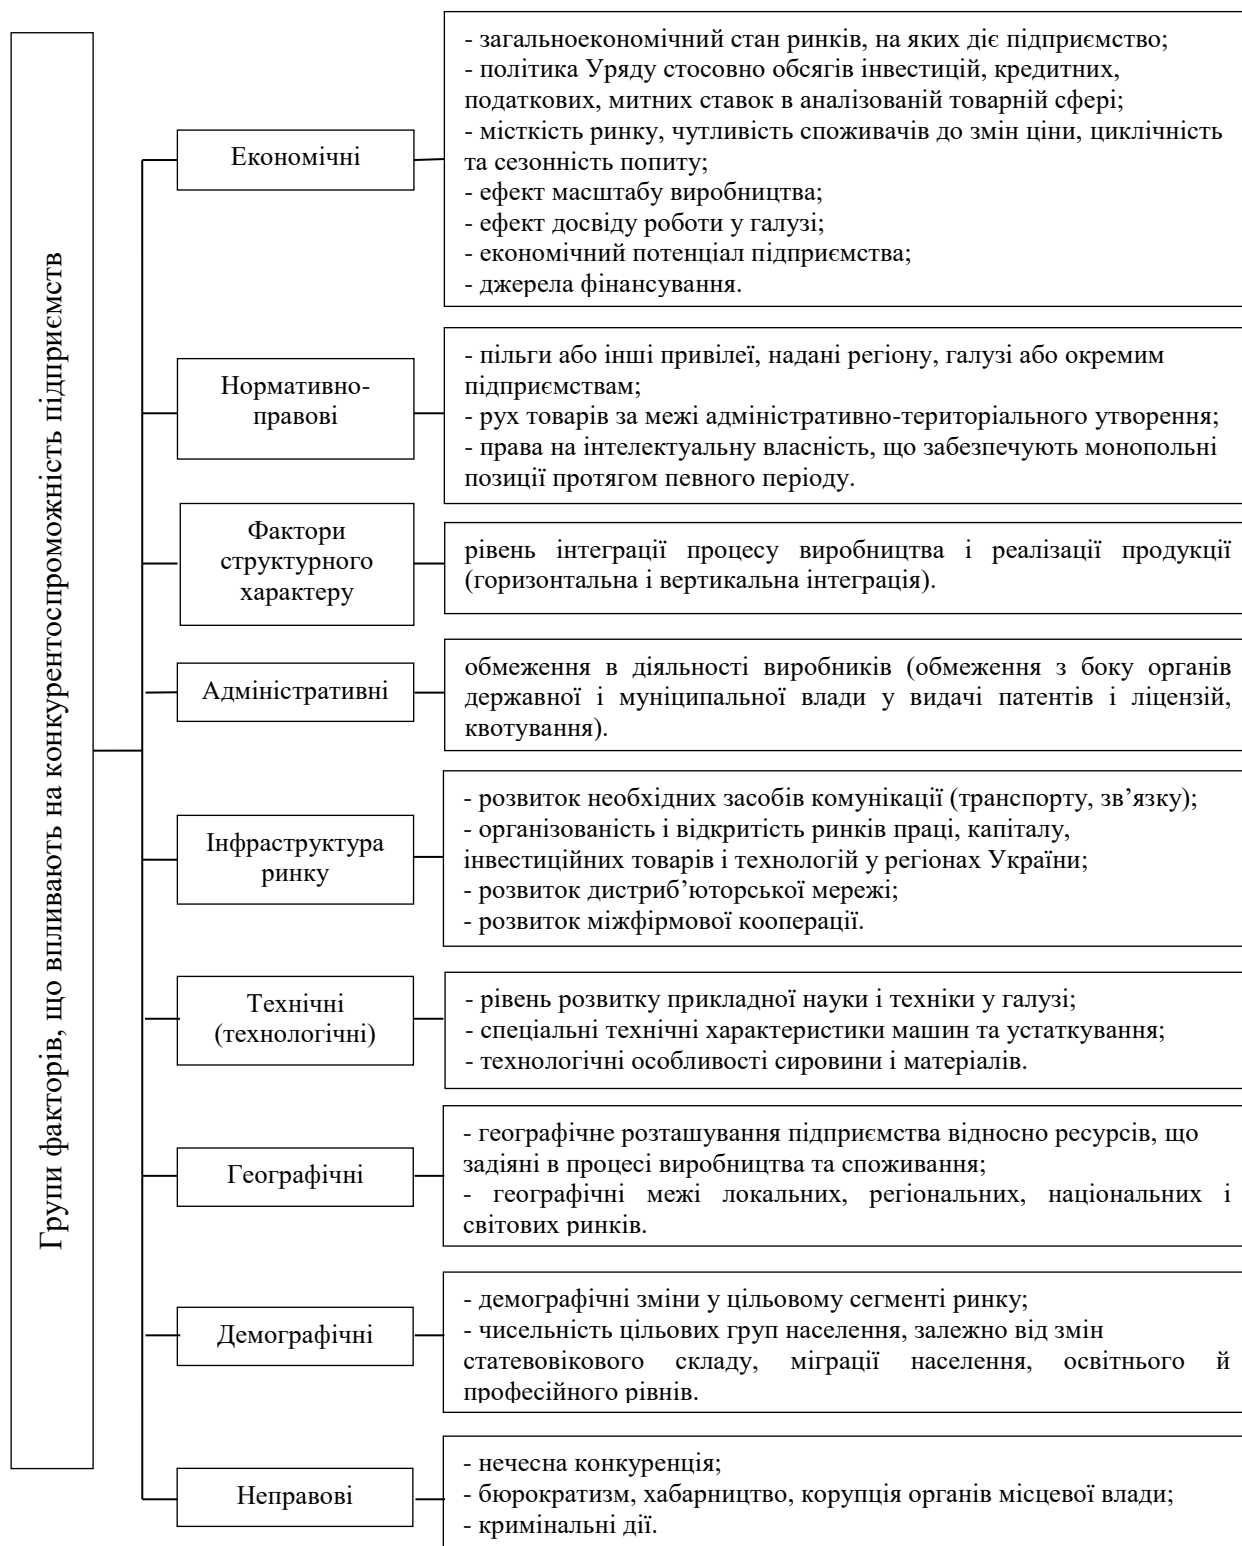 Групи факторів, що впливають на конкурентоспроможність підприємств
Економічні
- загальноекономічний стан ринків, на яких діє підприємство;
- політика Уряду стосовно обсягів інвестицій, кредитних,
податкових, митних ставок в аналізованій товарній сфері;
- місткість ринку, чутливість споживачів до змін ціни, циклічність
та сезонність попиту;
- ефект масштабу виробництва;
- ефект досвіду роботи у галузі;
- економічний потенціал підприємства;
- джерела фінансування.
Нормативно-
правові
- пільги або інші привілеї, надані регіону, галузі або окремим
підприємствам;
- рух товарів за межі адміністративно-територіального утворення;
- права на інтелектуальну власність, що забезпечують монопольні
позиції протягом певного періоду.
Фактори
структурного
характеру
рівень інтеграції процесу виробництва і реалізації продукції
(горизонтальна і вертикальна інтеграція).
Адміністративні
обмеження в діяльності виробників (обмеження з боку органів
державної і муніципальної влади у видачі патентів і ліцензій,
квотування).
Інфраструктура
ринку
- розвиток необхідних засобів комунікації (транспорту, зв’язку);
- організованість і відкритість ринків праці, капіталу,
інвестиційних товарів і технологій у регіонах України;
- розвиток дистриб’юторської мережі;
- розвиток міжфірмової кооперації.
Технічні
(технологічні)
- рівень розвитку прикладної науки і техніки у галузі;
- спеціальні технічні характеристики машин та устаткування;
- технологічні особливості сировини і матеріалів.
Географічні
- географічне розташування підприємства відносно ресурсів, що
задіяні в процесі виробництва та споживання;
- географічні межі локальних, регіональних, національних і
світових ринків.
Демографічні
- демографічні зміни у цільовому сегменті ринку;
- чисельність цільових груп населення, залежно від змін
статевовікового складу, міграції населення, освітнього й
професійного рівнів.
Неправові
- нечесна конкуренція;
- бюрократизм, хабарництво, корупція органів місцевої влади;
- кримінальні дії.